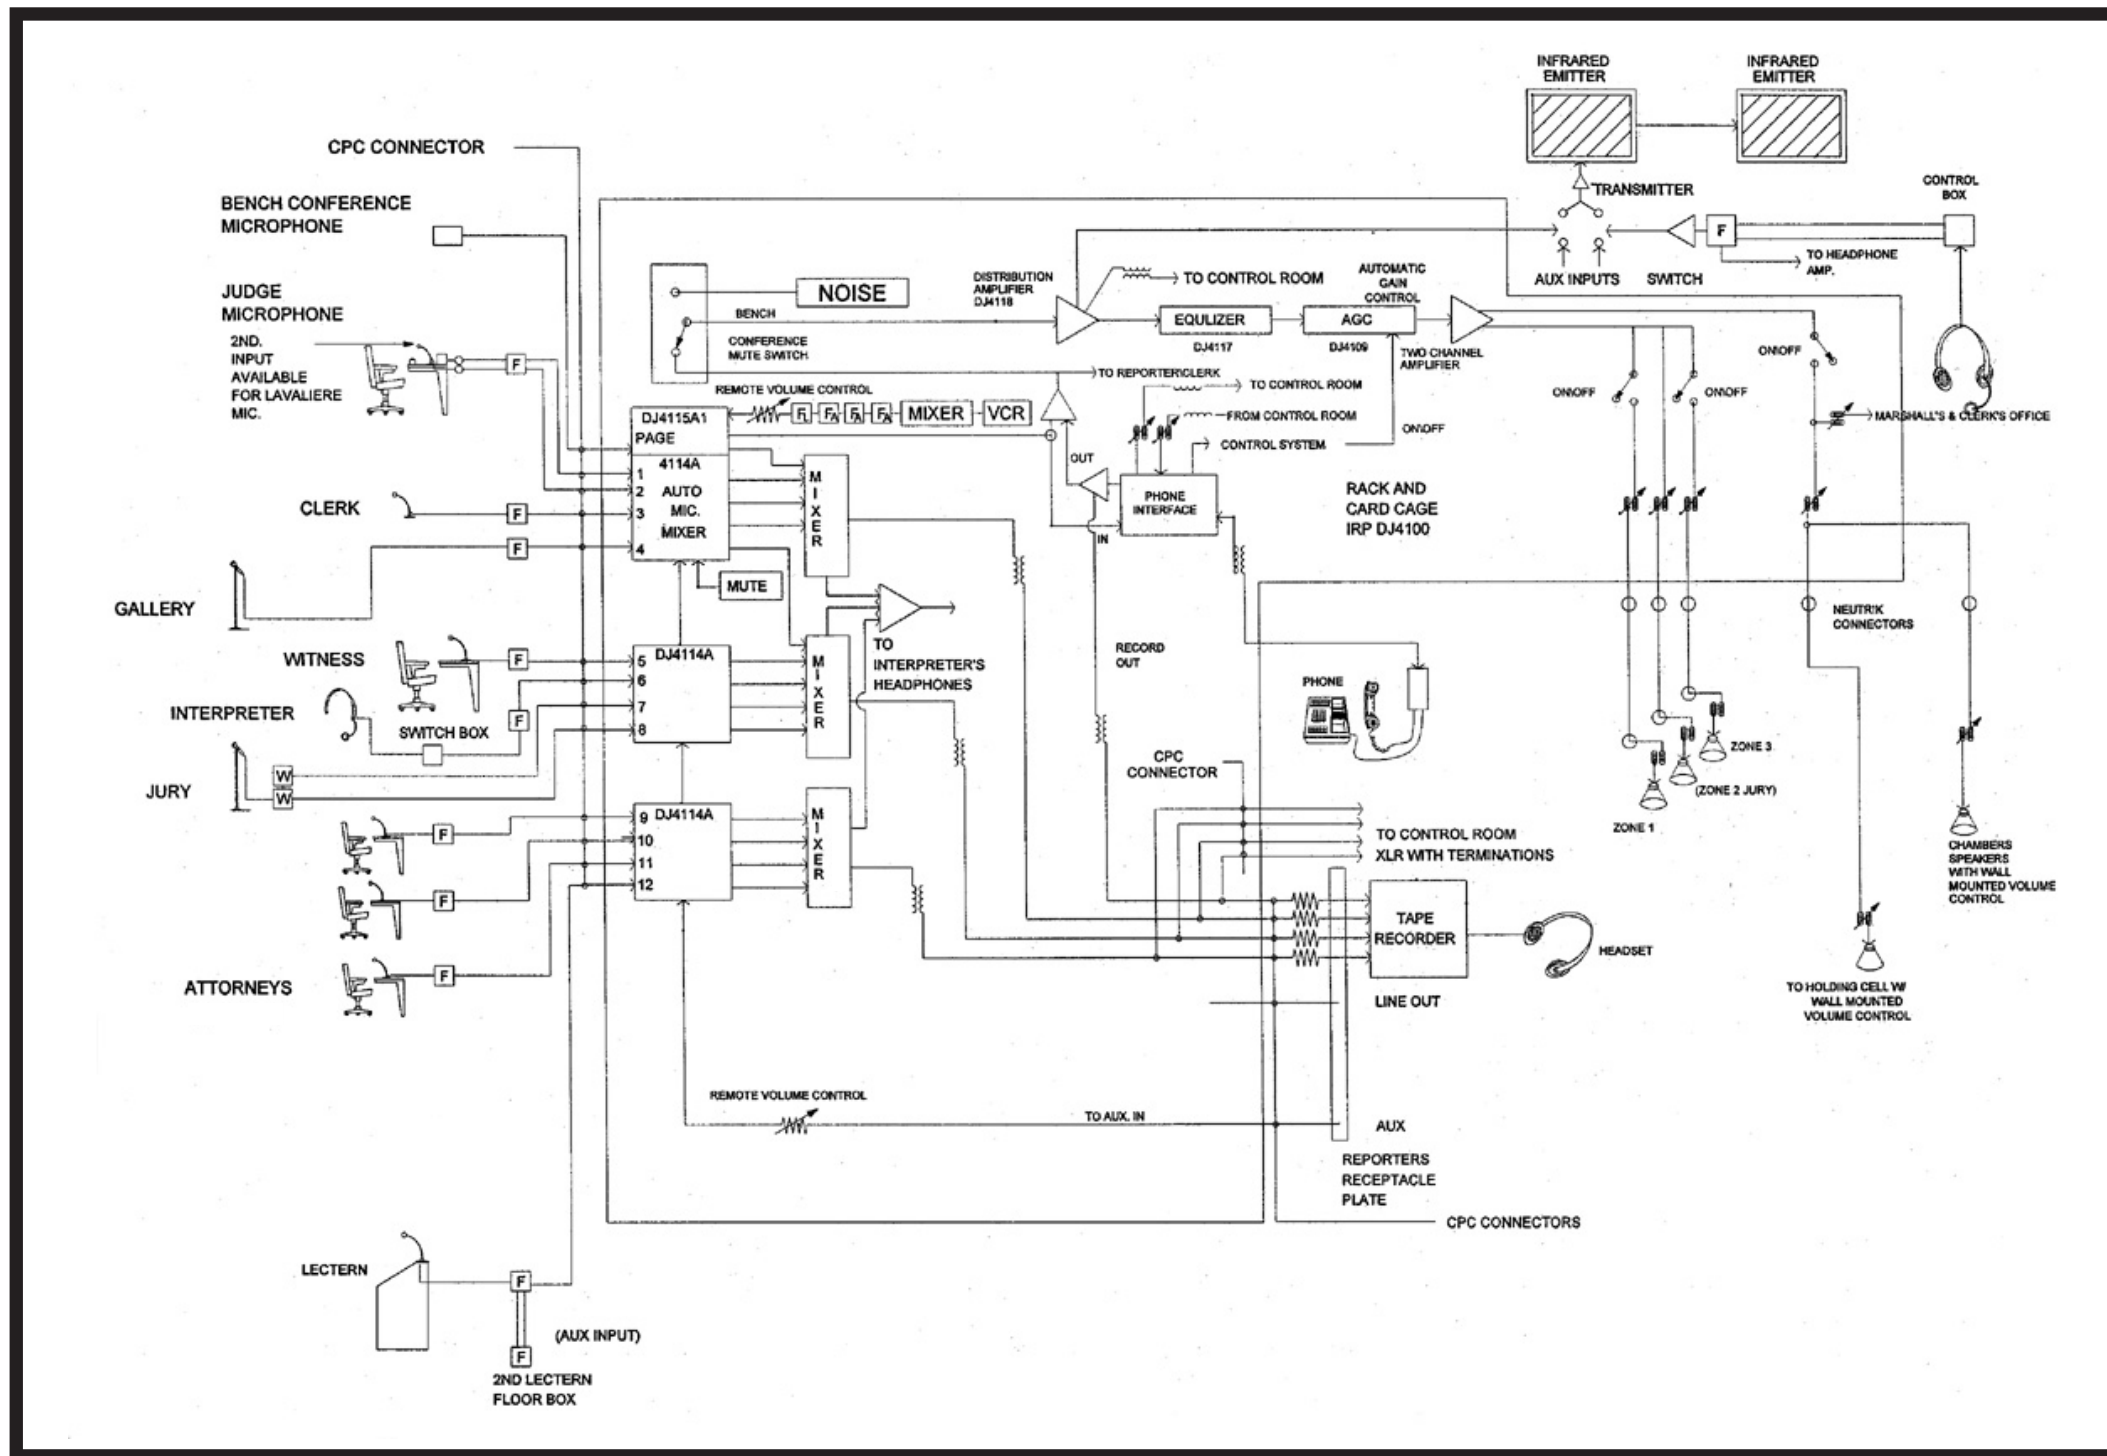 INFRARED
EMITTER
INFRARED
EMITTER
CPC CONNECTOR
TRANSMITTER
CONTROL
BOX
BENCH CONFERENCE
MICROPHONE
F
TO HEADPHONE
AMP.
AUX INPUTS
SWITCH
JUDGE
MICROPHONE
2ND.
INPUT
AVAILABLE
FOR LAVALIERE
MIC.
F
NOISE
BENCH
CONFERENCE
MUTE SWITCH
DISTRIBUTION
AMPLIFIER
DJ4118
TO CONTROL ROOM
AUTOMATIC
GAIN
CONTROL
EQULIZER
DJ4117
AGC
DJ4109
TWO CHANNEL
AMPLIFIER
ON\OFF
ON\OFF
ON\OFF
TO REPORTER\CLERK
REMOTE VOLUME CONTROL
MIXER
VCR
TO CONTROL ROOM
FROM CONTROL ROOM
CONTROL SYSTEM
ON\OFF
MARSHALL'S & CLERK'S OFFICE
DJ4115A1
PAGE
4114A
AUTO
MIC.
MIXER
1
2
3
4
MIXER
OUT
IN
PHONE
INTERFACE
RACK AND
CARD CAGE
IRP DJ4100
CLERK
F
F
GALLERY
MUTE
TO
INTERPRETER'S
HEADPHONES
RECORD
OUT
NEUTRIK
CONNECTORS
WITNESS
F
INTERPRETER
SWITCH BOX
F
DJ4114A
5
6
7
8
MIXER
PHONE
JURY
W
W
CPC
CONNECTOR
ZONE 3
(ZONE 2 JURY)
ZONE 1
DJ4114A
9
10
11
12
MIXER
F
F
F
ATTORNEYS
TO CONTROL ROOM
XLR WITH TERMINATIONS
CHAMBERS
SPEAKERS
WITH WALL
MOUNTED VOLUME
CONTROL
TAPE
RECORDER
HEADSET
LINE OUT
TO HOLDING CELL W/
WALL MOUNTED
VOLUME CONTROL
REMOTE VOLUME CONTROL
TO AUX. IN
AUX
REPORTERS
RECEPTACLE
PLATE
CPC CONNECTORS
LECTERN
F
(AUX INPUT)
F
2ND LECTERN
FLOOR BOX